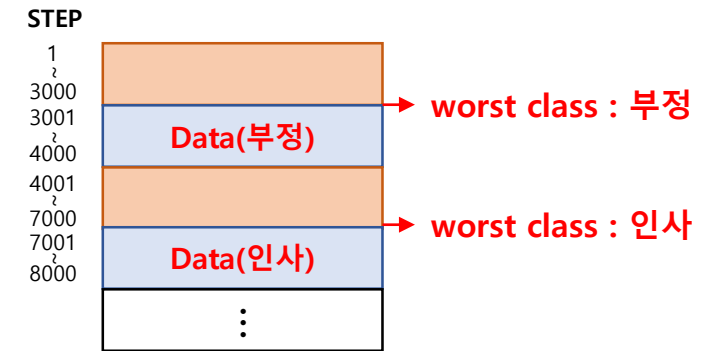 STEP
1
~
3000
3001
~
4000
4001
~
7000
7001
~
8000
worst class : 부정
Data(부정)
worst class : 인사
Data(인사)
⋮